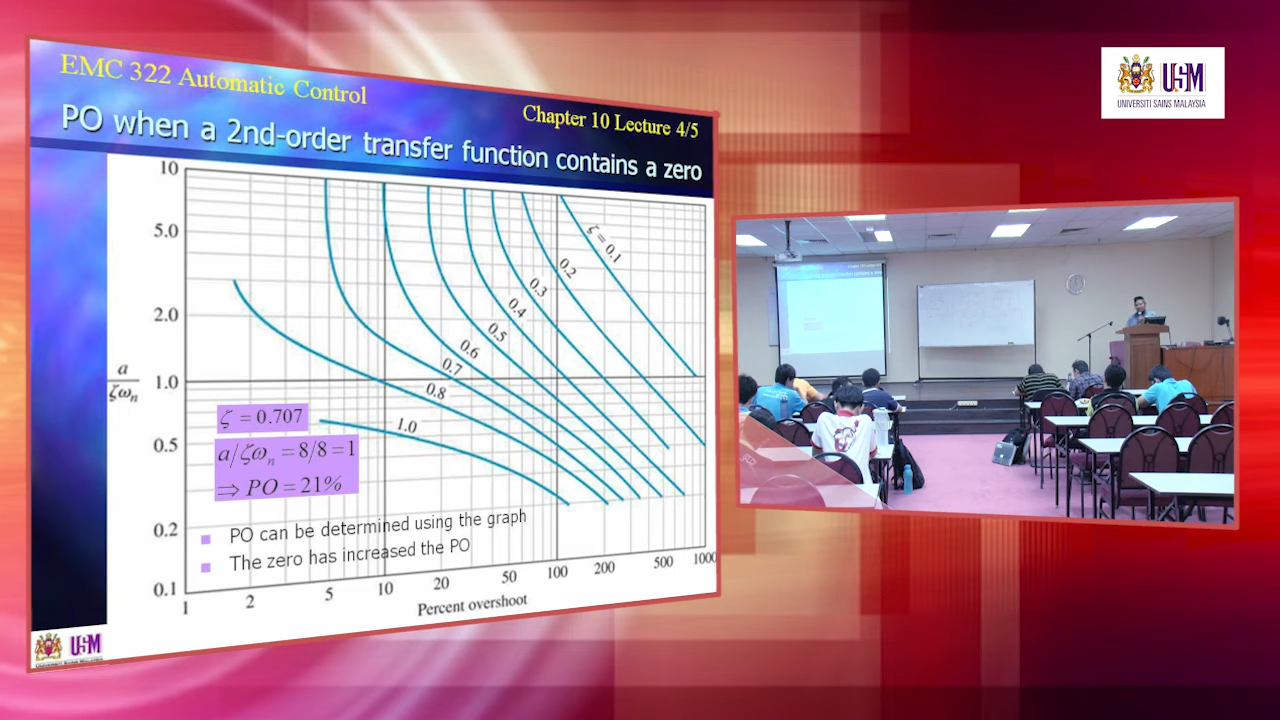 EMC 322 Automatic Control
Chapter 10 Lecture 4/5
PO when a 2nd-order transfer function contains a zero
10
5.0
2.0
1.0
0.5
0.2
0.1
a
ζωn
ζ = 0.1
0.2
0.3
0.4
0.5
0.6
0.7
0.8
1.0
ζ = 0.707
a/ζωn = 8/8 = 1
⇒ PO = 21%
PO can be determined using the graph
The zero has increased the PO
1 2 5 10 20 50 100 200 500 1000
Percent overshoot
USM
USM
UNIVERSITI SAINS MALAYSIA